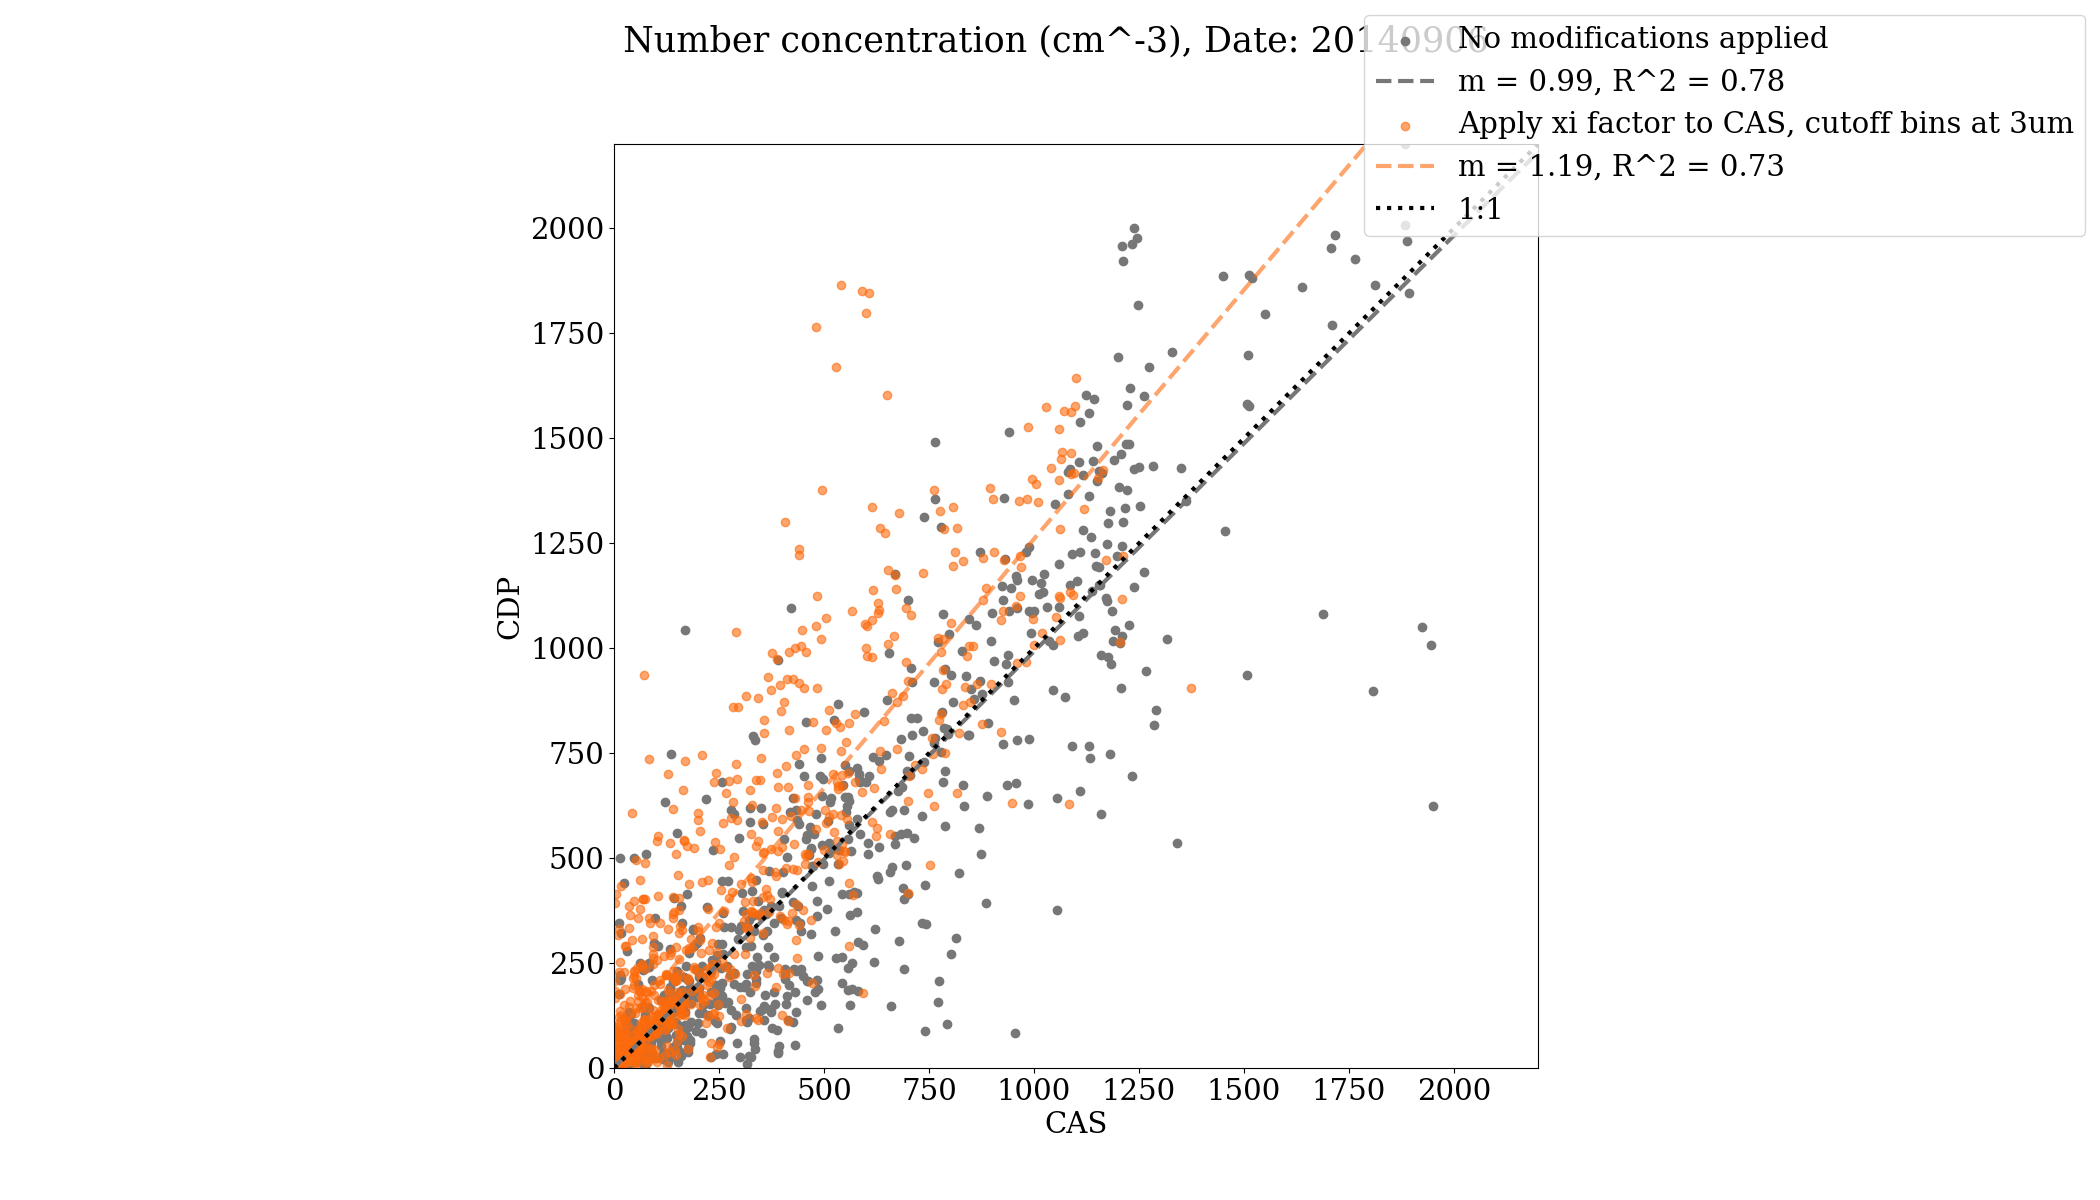 Number concentration (cm^-3), Date: 20140906
No modifications applied
m = 0.99, R^2 = 0.78
Apply xi factor to CAS, cutoff bins at 3um
m = 1.19, R^2 = 0.73
1:1
CDP
2000
1750
1500
1250
1000
750
500
250
0
0 250 500 750 1000 1250 1500 1750 2000
CAS